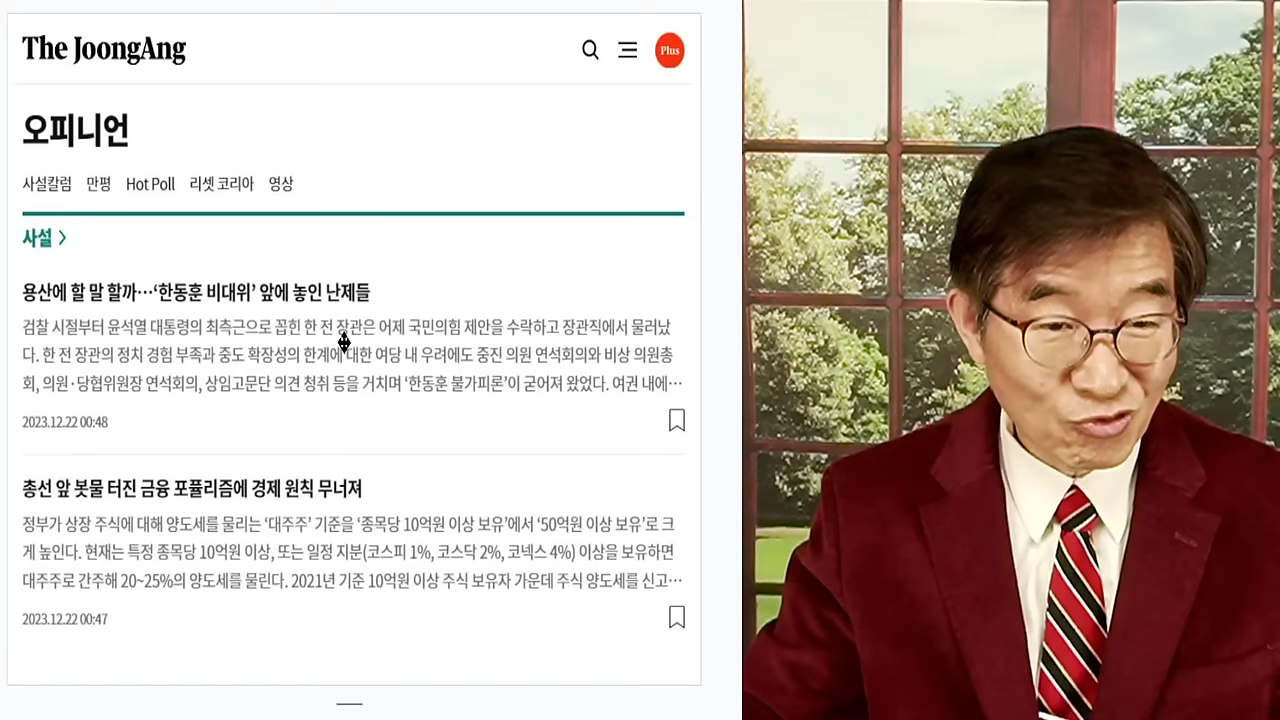 The JoongAng
Plus
오피니언
사설칼럼 만평 Hot Poll 리셋 코리아 영상
사설 >
용산에 할 말 할까…‘한동훈 비대위’ 앞에 놓인 난제들
검찰 시절부터 윤석열 대통령의 최측근으로 꼽힌 한 전 장관은 어제 국민의힘 제안을 수락하고 장관직에서 물러났
다. 한 전 장관의 정치 경험 부족과 중도 확장성의 한계에 대한 여당 내 우려에도 중진 의원 연석회의와 비상 의원총
회, 의원·당협위원장 연석회의, 상임고문단 의견 청취 등을 거치며 ‘한동훈 불가피론’이 굳어져 왔었다. 여권 내에…
2023.12.22 00:48
총선 앞 봇물 터진 금융 포퓰리즘에 경제 원칙 무너져
정부가 상장 주식에 대해 양도세를 물리는 ‘대주주’ 기준을 ‘종목당 10억원 이상 보유’에서 ‘50억원 이상 보유’로 크
게 높인다. 현재는 특정 종목당 10억원 이상, 또는 일정 지분(코스피 1%, 코스닥 2%, 코넥스 4%) 이상을 보유하면
대주주로 간주해 20~25%의 양도세를 물린다. 2021년 기준 10억원 이상 주식 보유자 가운데 주식 양도세를 신고…
2023.12.22 00:47